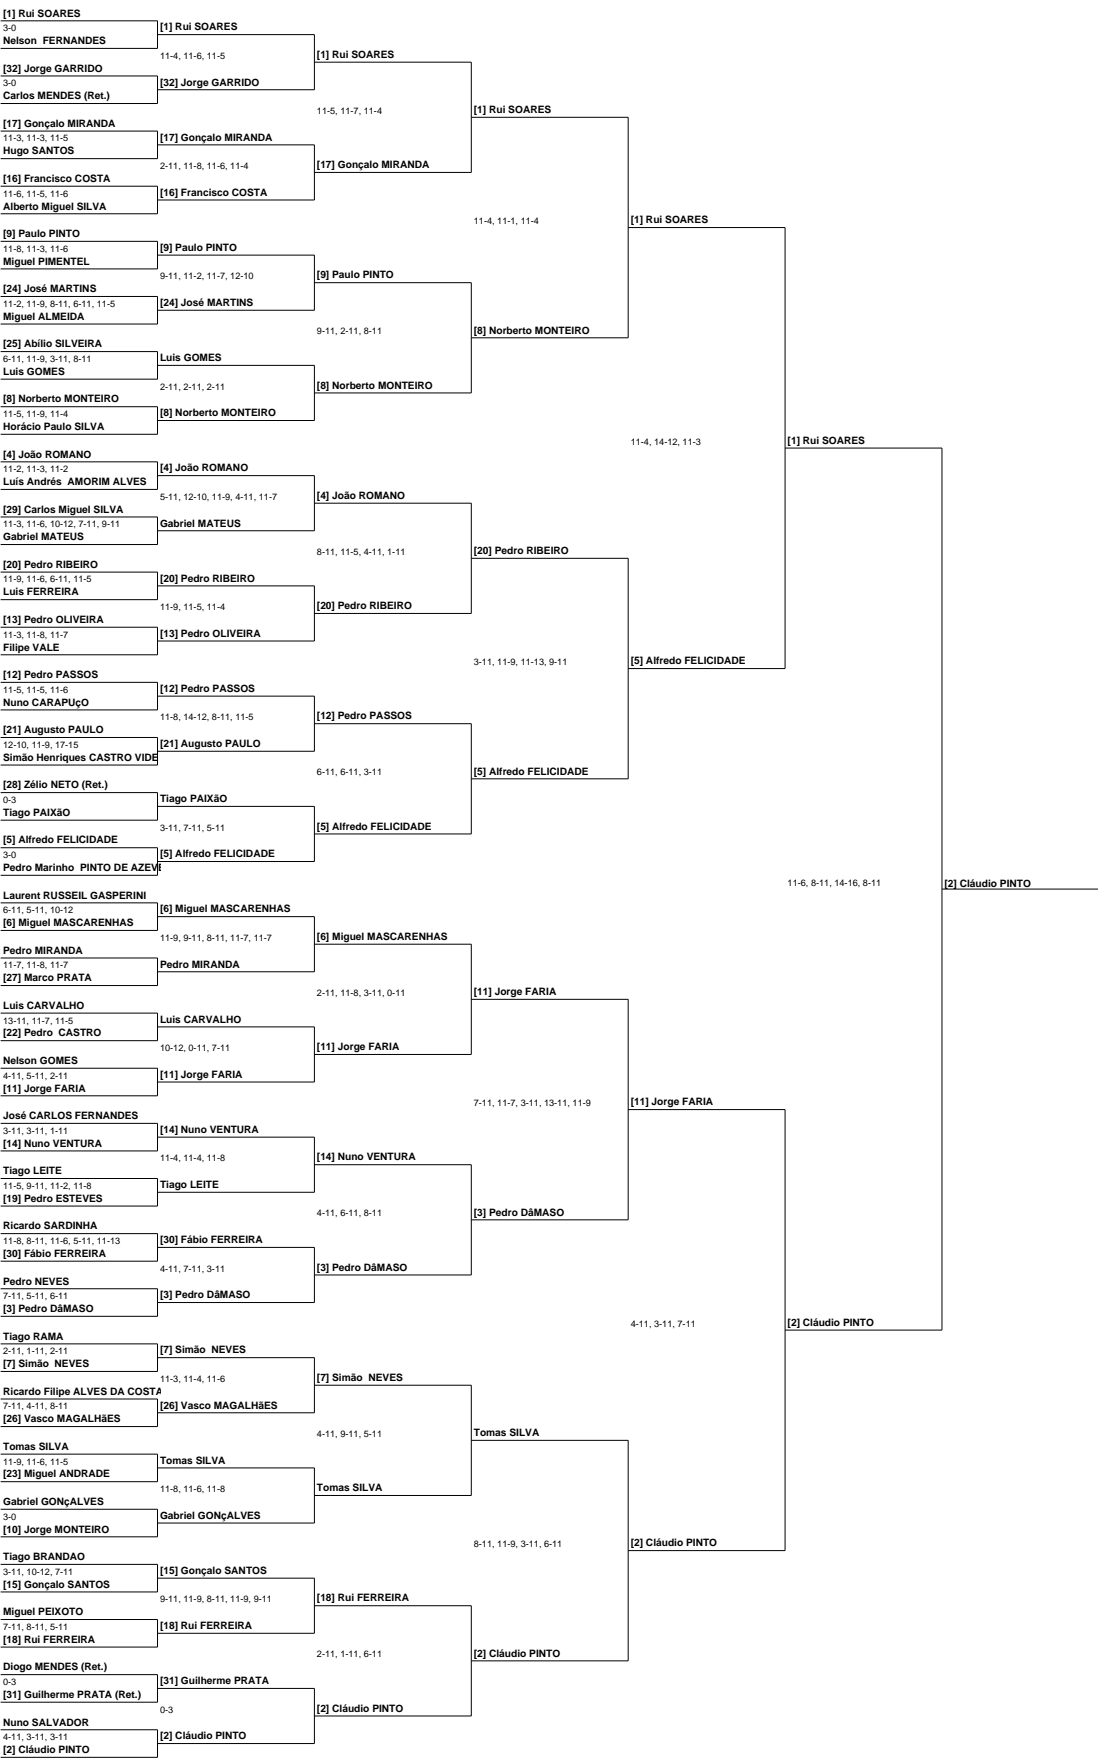 [1] Rui SOARES
3-0
Nelson  FERNANDES
[32] Jorge GARRIDO
3-0
Carlos MENDES (Ret.)
[17] Gonçalo MIRANDA
11-3, 11-3, 11-5
Hugo SANTOS
[16] Francisco COSTA
11-6, 11-5, 11-6
Alberto Miguel SILVA
[9] Paulo PINTO
11-8, 11-3, 11-6
Miguel PIMENTEL
[24] José MARTINS
11-2, 11-9, 8-11, 6-11, 11-5
Miguel ALMEIDA
[25] Abílio SILVEIRA
6-11, 11-9, 3-11, 8-11
Luis GOMES
[8] Norberto MONTEIRO
11-5, 11-9, 11-4
Horácio Paulo SILVA
[4] João ROMANO
11-2, 11-3, 11-2
Luís Andrés  AMORIM ALVES
[29] Carlos Miguel SILVA
11-3, 11-6, 10-12, 7-11, 9-11
Gabriel MATEUS
[20] Pedro RIBEIRO
11-9, 11-6, 6-11, 11-5
Luis FERREIRA
[13] Pedro OLIVEIRA
11-3, 11-8, 11-7
Filipe VALE
[12] Pedro PASSOS
11-5, 11-5, 11-6
Nuno CARAPUçO
[21] Augusto PAULO
12-10, 11-9, 17-15
Simão Henriques CASTRO VIDE
[28] Zélio NETO (Ret.)
0-3
Tiago PAIXãO
[5] Alfredo FELICIDADE
3-0
Pedro Marinho  PINTO DE AZEVE
Laurent RUSSEIL GASPERINI
6-11, 5-11, 10-12
[6] Miguel MASCARENHAS
Pedro MIRANDA
11-7, 11-8, 11-7
[27] Marco PRATA
Luis CARVALHO
13-11, 11-7, 11-5
[22] Pedro  CASTRO
Nelson GOMES
4-11, 5-11, 2-11
[11] Jorge FARIA
José CARLOS FERNANDES
3-11, 3-11, 1-11
[14] Nuno VENTURA
Tiago LEITE
11-5, 9-11, 11-2, 11-8
[19] Pedro ESTEVES
Ricardo SARDINHA
11-8, 8-11, 11-6, 5-11, 11-13
[30] Fábio FERREIRA
Pedro NEVES
7-11, 5-11, 6-11
[3] Pedro DâMASO
Tiago RAMA
2-11, 1-11, 2-11
[7] Simão  NEVES
Ricardo Filipe ALVES DA COSTA
7-11, 4-11, 8-11
[26] Vasco MAGALHãES
Tomas SILVA
11-9, 11-6, 11-5
[23] Miguel ANDRADE
Gabriel GONçALVES
3-0
[10] Jorge MONTEIRO
Tiago BRANDAO
3-11, 10-12, 7-11
[15] Gonçalo SANTOS
Miguel PEIXOTO
7-11, 8-11, 5-11
[18] Rui FERREIRA
Diogo MENDES (Ret.)
0-3
[31] Guilherme PRATA (Ret.)
Nuno SALVADOR
4-11, 3-11, 3-11
[2] Cláudio PINTO
[1] Rui SOARES
11-4, 11-6, 11-5
[32] Jorge GARRIDO
[17] Gonçalo MIRANDA
2-11, 11-8, 11-6, 11-4
[16] Francisco COSTA
[9] Paulo PINTO
9-11, 11-2, 11-7, 12-10
[24] José MARTINS
Luis GOMES
2-11, 2-11, 2-11
[8] Norberto MONTEIRO
[4] João ROMANO
5-11, 12-10, 11-9, 4-11, 11-7
Gabriel MATEUS
[20] Pedro RIBEIRO
11-9, 11-5, 11-4
[13] Pedro OLIVEIRA
[12] Pedro PASSOS
11-8, 14-12, 8-11, 11-5
[21] Augusto PAULO
Tiago PAIXãO
3-11, 7-11, 5-11
[5] Alfredo FELICIDADE
[6] Miguel MASCARENHAS
11-9, 9-11, 8-11, 11-7, 11-7
Pedro MIRANDA
Luis CARVALHO
10-12, 0-11, 7-11
[11] Jorge FARIA
[14] Nuno VENTURA
11-4, 11-4, 11-8
Tiago LEITE
[30] Fábio FERREIRA
4-11, 7-11, 3-11
[3] Pedro DâMASO
[7] Simão  NEVES
11-3, 11-4, 11-6
[26] Vasco MAGALHãES
Tomas SILVA
11-8, 11-6, 11-8
Gabriel GONçALVES
[15] Gonçalo SANTOS
9-11, 11-9, 8-11, 11-9, 9-11
[18] Rui FERREIRA
[31] Guilherme PRATA
0-3
[2] Cláudio PINTO
[1] Rui SOARES
11-5, 11-7, 11-4
[17] Gonçalo MIRANDA
[9] Paulo PINTO
9-11, 2-11, 8-11
[8] Norberto MONTEIRO
[4] João ROMANO
8-11, 11-5, 4-11, 1-11
[20] Pedro RIBEIRO
[12] Pedro PASSOS
6-11, 6-11, 3-11
[5] Alfredo FELICIDADE
[6] Miguel MASCARENHAS
2-11, 11-8, 3-11, 0-11
[11] Jorge FARIA
[14] Nuno VENTURA
4-11, 6-11, 8-11
[3] Pedro DâMASO
[7] Simão  NEVES
4-11, 9-11, 5-11
Tomas SILVA
[18] Rui FERREIRA
2-11, 1-11, 6-11
[2] Cláudio PINTO
[1] Rui SOARES
11-4, 11-1, 11-4
[8] Norberto MONTEIRO
[20] Pedro RIBEIRO
3-11, 11-9, 11-13, 9-11
[5] Alfredo FELICIDADE
[11] Jorge FARIA
7-11, 11-7, 3-11, 13-11, 11-9
[3] Pedro DâMASO
Tomas SILVA
8-11, 11-9, 3-11, 6-11
[2] Cláudio PINTO
[1] Rui SOARES
11-4, 14-12, 11-3
[5] Alfredo FELICIDADE
[11] Jorge FARIA
4-11, 3-11, 7-11
[2] Cláudio PINTO
[1] Rui SOARES
11-6, 8-11, 14-16, 8-11
[2] Cláudio PINTO
[2] Cláudio PINTO